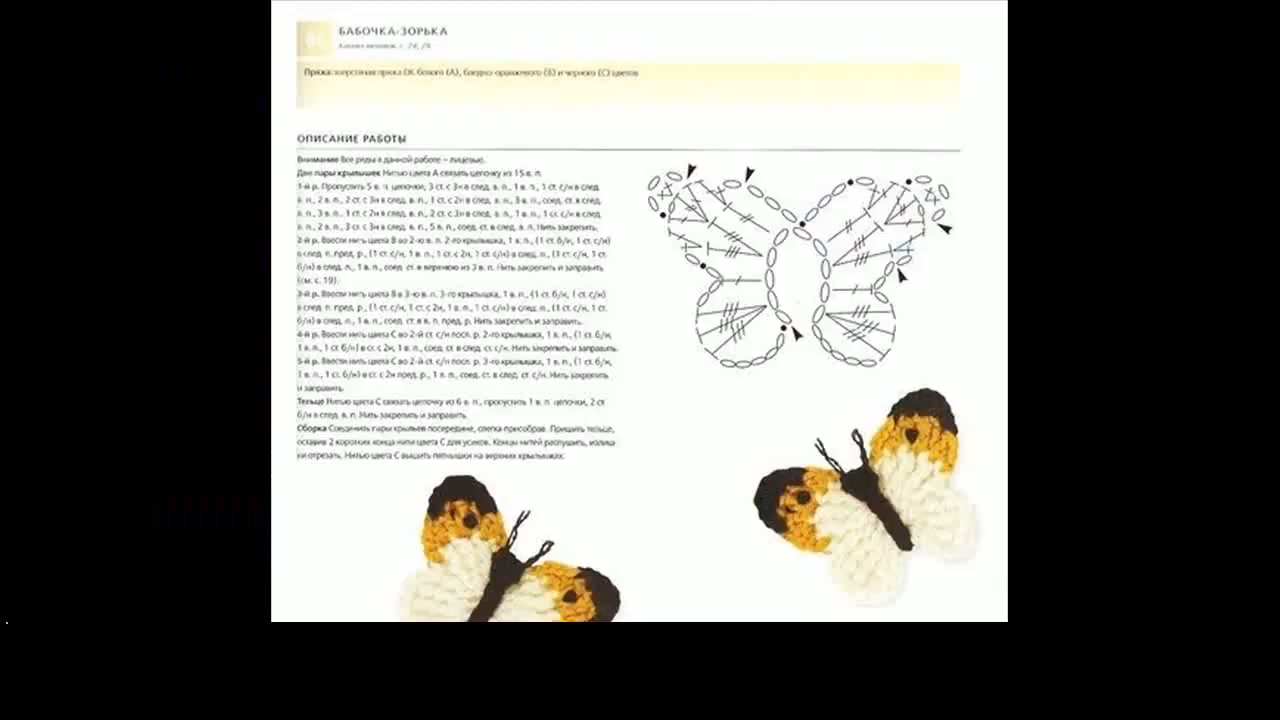 БАБОЧКА-ЗОРЬКА
с. 24, 28
Пряжа: шерстяная пряжа DK белого (A), бледно-оранжевого (B) и черного (C) цветов
ОПИСАНИЕ РАБОТЫ
Внимание Все ряды в данной работе – лицевые.
Две пары крылышек Нитью цвета A связать цепочку из 15 в. п.
1-й р. Пропустить 5 в. п. цепочки, 3 ст. с 3н в след. в. п., 1 в. п., 1 ст. с/н в след.
в. п., 2 в. п., 2 ст. с 3н в след. в. п., 1 ст. с 2н в след. в. п., 3 в. п., соед. ст. в след.
в. п., 3 в. п., 1 ст. с 2н в след. в. п., 2 ст. с 3н в след. в. п., 1 в. п., 1 ст. с/н в след.
в. п., 2 в. п., 3 ст. с 3н в след. в. п., 5 в. п., соед. ст. в след. в. п. Нить закрепить.
2-й р. Ввести нить цвета B во 2-ю в. п. 2-го крылышка, 1 в. п., (1 ст. б/н, 1 ст. с/н)
в след. п. пред. р., (1 ст. с/н, 1 в. п., 1 ст. с 2н, 1 ст. с/н) в след. п., (1 ст. с/н, 1 ст.
б/н) в след. п., 1 в. п., соед. ст. в верхнюю из 3 в. п. Нить закрепить и заправить
(см. с. 19).
3-й р. Ввести нить цвета B в 3-ю в. п. 3-го крылышка, 1 в. п., (1 ст. б/н, 1 ст. с/н)
в след. п. пред. р., (1 ст. с/н, 1 ст. с 2н, 1 в. п., 1 ст. с/н) в след. п., (1 ст. с/н, 1 ст.
б/н) в след. п., 1 в. п., соед. ст. в в. п. пред. р. Нить закрепить и заправить.
4-й р. Ввести нить цвета C во 2-й ст. с/н посл. р. 2-го крылышка, 1 в. п., (1 ст. б/н,
1 в. п., 1 ст. б/н) в ст. с 2н, 1 в. п., соед. ст. в след. ст. с/н. Нить закрепить и заправить.
5-й р. Ввести нить цвета C во 2-й ст. с/н посл. р. 3-го крылышка, 1 в. п., (1 ст. б/н,
1 в. п., 1 ст. б/н) в ст. с 2н пред. р., 1 в. п., соед. ст. в след. ст. с/н. Нить закрепить
и заправить.
Тельце Нитью цвета C связать цепочку из 6 в. п., пропустить 1 в. п. цепочки, 2 ст.
б/н в след. в. п. Нить закрепить и заправить.
Сборка Соединить пары крыльев посередине, слегка присобрав. Пришить тельце,
оставив 2 коротких конца нити цвета C для усиков. Концы нитей распушить, излиш
ки отрезать. Нитью цвета C вышить пятнышки на верхних крылышках.